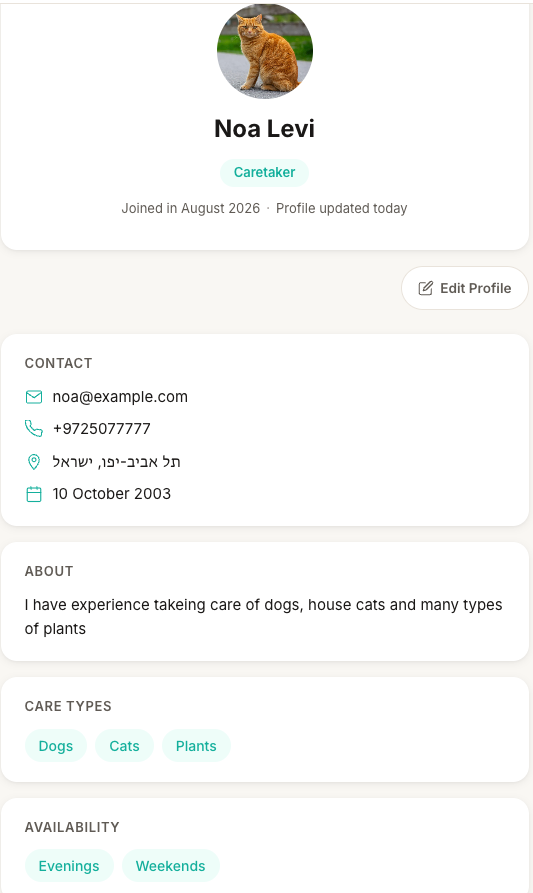 Noa Levi
Caretaker
Joined in August 2026 · Profile updated today
Edit Profile
CONTACT
noa@example.com
+9725077777
תל אביב-יפו, ישראל
10 October 2003
ABOUT
I have experience takeing care of dogs, house cats and many types
of plants
CARE TYPES
Dogs Cats Plants
AVAILABILITY
Evenings Weekends